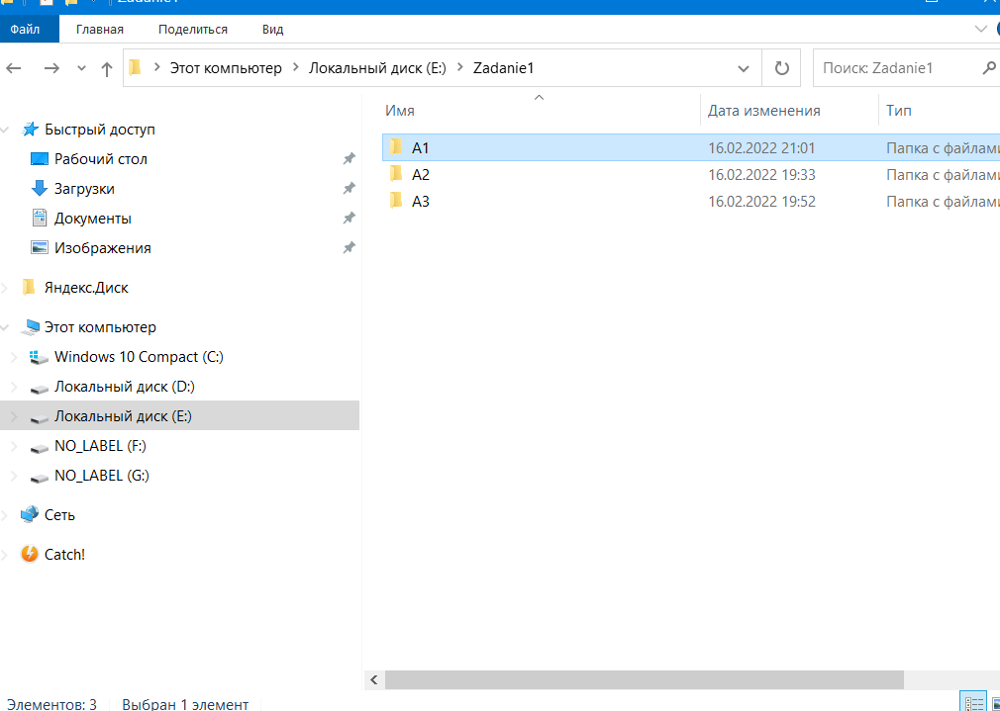 Zadanie1
Файл Главная Поделиться Вид
Этот компьютер Локальный диск (E:) Zadanie1 Поиск: Zadanie1
Имя Дата изменения Тип
Быстрый доступ
Рабочий стол
Загрузки
Документы
Изображения
Яндекс.Диск
Этот компьютер
Windows 10 Compact (C:)
Локальный диск (D:)
Локальный диск (E:)
NO_LABEL (F:)
NO_LABEL (G:)
Сеть
Catch!
A1 16.02.2022 21:01 Папка с файлами
A2 16.02.2022 19:33 Папка с файлами
A3 16.02.2022 19:52 Папка с файлами
Элементов: 3 Выбран 1 элемент